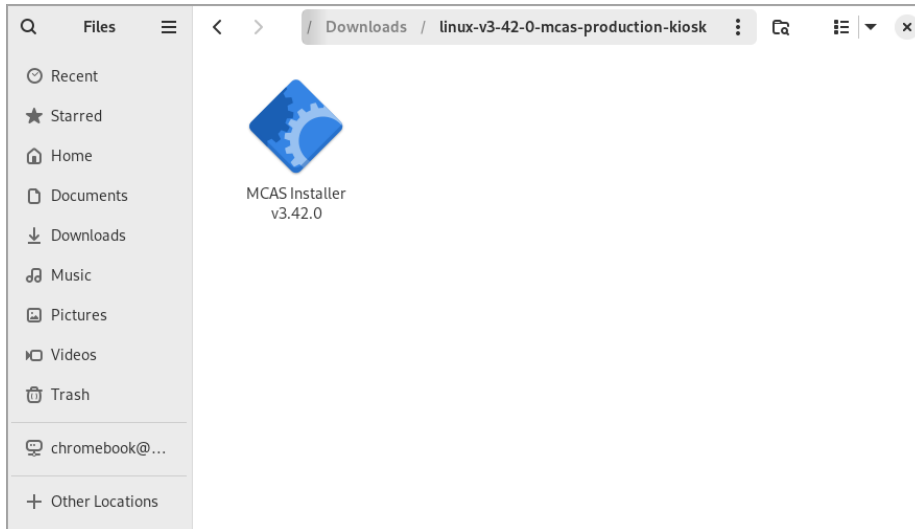 Files
/ Downloads / linux-v3-42-0-mcas-production-kiosk
Recent
Starred
Home
Documents
Downloads
Music
Pictures
Videos
Trash
chromebook@...
Other Locations
MCAS Installer
v3.42.0